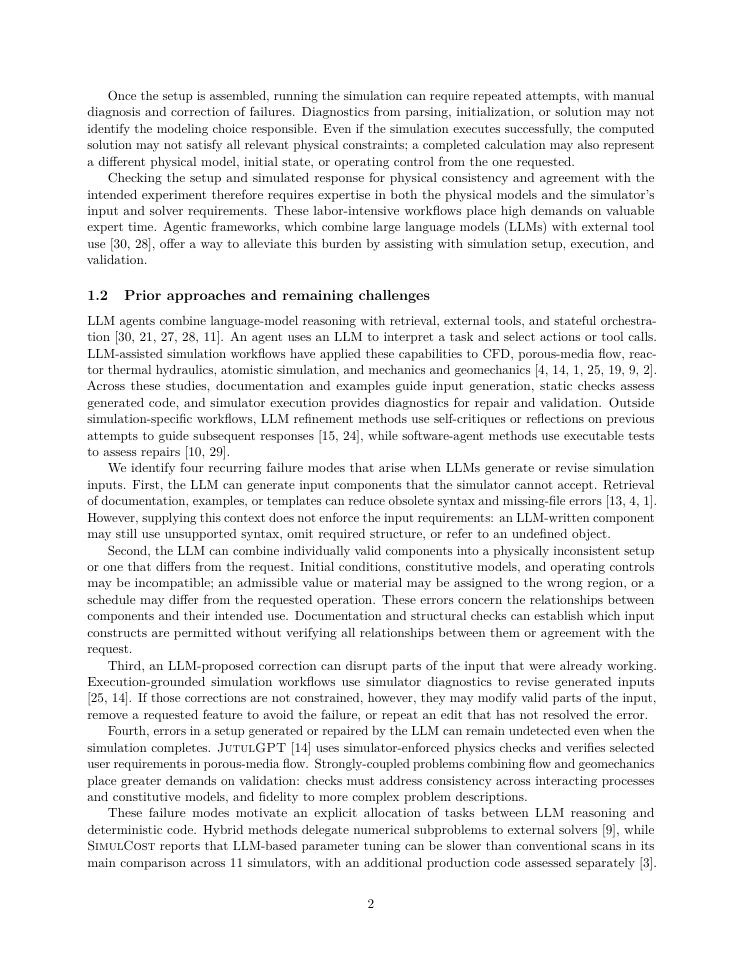 Once the setup is assembled, running the simulation can require repeated attempts, with manual
diagnosis and correction of failures. Diagnostics from parsing, initialization, or solution may not
identify the modeling choice responsible. Even if the simulation executes successfully, the computed
solution may not satisfy all relevant physical constraints; a completed calculation may also represent
a different physical model, initial state, or operating control from the one requested.
Checking the setup and simulated response for physical consistency and agreement with the
intended experiment therefore requires expertise in both the physical models and the simulator's
input and solver requirements. These labor-intensive workflows place high demands on valuable
expert time. Agentic frameworks, which combine large language models (LLMs) with external tool
use [30, 28], offer a way to alleviate this burden by assisting with simulation setup, execution, and
validation.
1.2 Prior approaches and remaining challenges
LLM agents combine language-model reasoning with retrieval, external tools, and stateful orchestra-
tion [30, 21, 27, 28, 11]. An agent uses an LLM to interpret a task and select actions or tool calls.
LLM-assisted simulation workflows have applied these capabilities to CFD, porous-media flow, reac-
tor thermal hydraulics, atomistic simulation, and mechanics and geomechanics [4, 14, 1, 25, 19, 9, 2].
Across these studies, documentation and examples guide input generation, static checks assess
generated code, and simulator execution provides diagnostics for repair and validation. Outside
simulation-specific workflows, LLM refinement methods use self-critiques or reflections on previous
attempts to guide subsequent responses [15, 24], while software-agent methods use executable tests
to assess repairs [10, 29].
We identify four recurring failure modes that arise when LLMs generate or revise simulation
inputs. First, the LLM can generate input components that the simulator cannot accept. Retrieval
of documentation, examples, or templates can reduce obsolete syntax and missing-file errors [13, 4, 1].
However, supplying this context does not enforce the input requirements: an LLM-written component
may still use unsupported syntax, omit required structure, or refer to an undefined object.
Second, the LLM can combine individually valid components into a physically inconsistent setup
or one that differs from the request. Initial conditions, constitutive models, and operating controls
may be incompatible; an admissible value or material may be assigned to the wrong region, or a
schedule may differ from the requested operation. These errors concern the relationships between
components and their intended use. Documentation and structural checks can establish which input
constructs are permitted without verifying all relationships between them or agreement with the
request.
Third, an LLM-proposed correction can disrupt parts of the input that were already working.
Execution-grounded simulation workflows use simulator diagnostics to revise generated inputs
[25, 14]. If those corrections are not constrained, however, they may modify valid parts of the input,
remove a requested feature to avoid the failure, or repeat an edit that has not resolved the error.
Fourth, errors in a setup generated or repaired by the LLM can remain undetected even when the
simulation completes. JutulGPT [14] uses simulator-enforced physics checks and verifies selected
user requirements in porous-media flow. Strongly-coupled problems combining flow and geomechanics
place greater demands on validation: checks must address consistency across interacting processes
and constitutive models, and fidelity to more complex problem descriptions.
These failure modes motivate an explicit allocation of tasks between LLM reasoning and
deterministic code. Hybrid methods delegate numerical subproblems to external solvers [9], while
SimulCost reports that LLM-based parameter tuning can be slower than conventional scans in its
main comparison across 11 simulators, with an additional production code assessed separately [3].
2